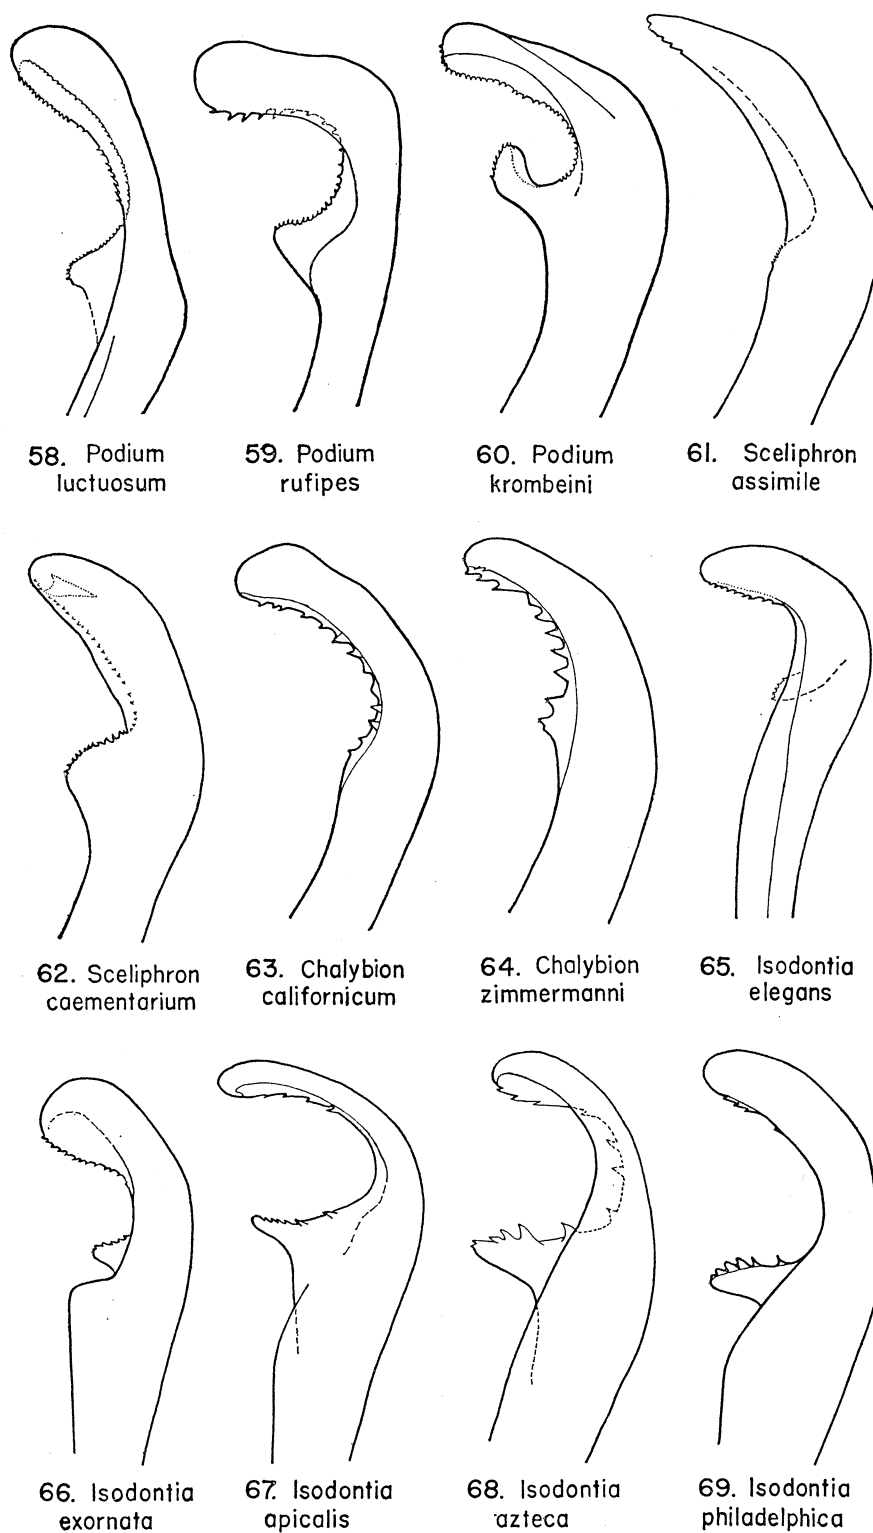 58. Podium
luctuosum
59. Podium
rufipes
60. Podium
krombeini
61. Sceliphron
assimile
62. Sceliphron
caementarium
63. Chalybion
californicum
64. Chalybion
zimmermanni
65. Isodontia
elegans
66. Isodontia
exornata
67. Isodontia
apicalis
68. Isodontia
azteca
69. Isodontia
philadelphica